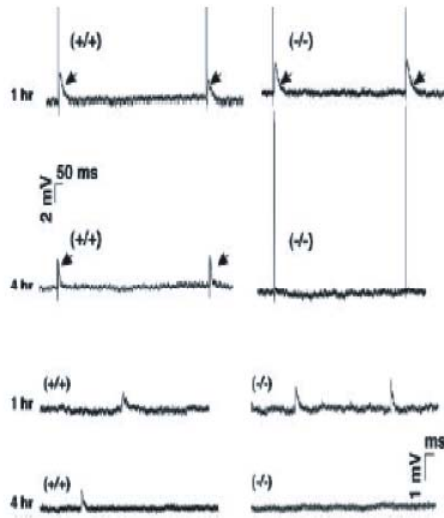 (+/+) (-/-)
1 hr
50 ms
2 mV
(+/+) (-/-)
4 hr
(+/+) (-/-)
1 hr
ms
1 mV
(+/+) (-/-)
4 hr